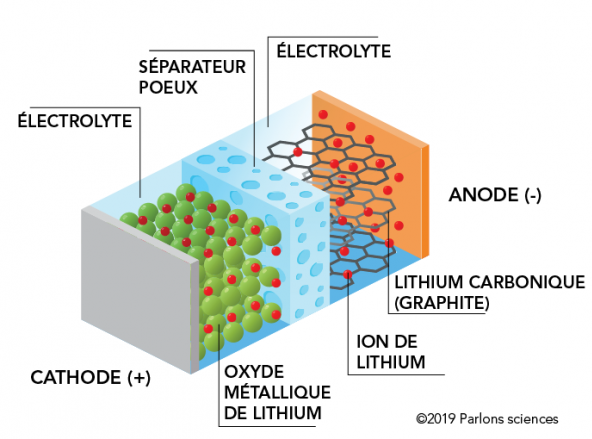 ÉLECTROLYTE
SÉPARATEUR
POEUX
ÉLECTROLYTE
ANODE (-)
LITHIUM CARBONIQUE
(GRAPHITE)
ION DE
LITHIUM
OXYDE
MÉTALLIQUE
DE LITHIUM
CATHODE (+)
©2019 Parlons sciences